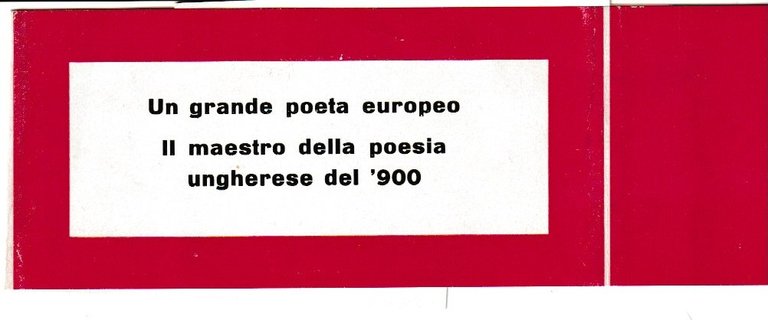 Un grande poeta europeo
Il maestro della poesia
ungherese del '900